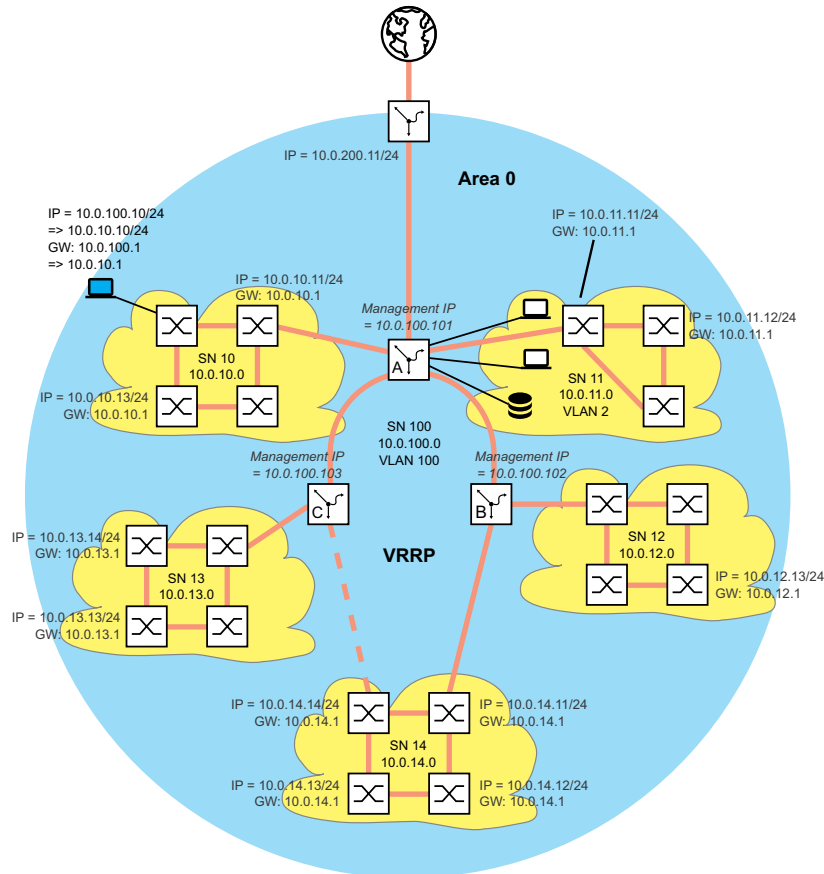 IP = 10.0.200.11/24
Area 0
IP = 10.0.100.10/24
=> 10.0.10.10/24
GW: 10.0.100.1
=> 10.0.10.1
IP = 10.0.11.11/24
GW: 10.0.11.1
IP = 10.0.10.11/24
GW: 10.0.10.1
Management IP
= 10.0.100.101
IP = 10.0.11.12/24
GW: 10.0.11.1
SN 10
10.0.10.0
A
SN 11
10.0.11.0
VLAN 2
IP = 10.0.10.13/24
GW: 10.0.10.1
SN 100
10.0.100.0
VLAN 100
Management IP
= 10.0.100.103
Management IP
= 10.0.100.102
C
B
IP = 10.0.13.14/24
GW: 10.0.13.1
VRRP
SN 12
10.0.12.0
SN 13
10.0.13.0
IP = 10.0.12.13/24
GW: 10.0.12.1
IP = 10.0.13.13/24
GW: 10.0.13.1
IP = 10.0.14.14/24
GW: 10.0.14.1
IP = 10.0.14.11/24
GW: 10.0.14.1
SN 14
10.0.14.0
IP = 10.0.14.13/24
GW: 10.0.14.1
IP = 10.0.14.12/24
GW: 10.0.14.1